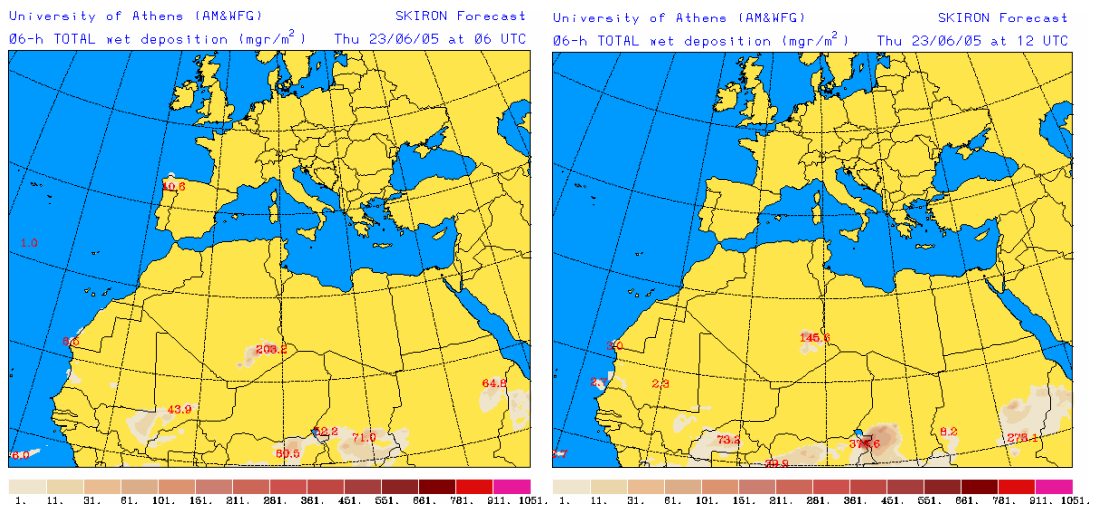 University of Athens (AM&WFG) SKIRON Forecast
06-h TOTAL wet deposition (mgr/m²) Thu 23/06/05 at 06 UTC
10.6
1.0
203.2
64.8
43.9
52.2
71.0
1. 11. 31. 61. 101. 151. 211. 281. 361. 451. 551. 661. 781. 911. 1051.
University of Athens (AM&WFG) SKIRON Forecast
06-h TOTAL wet deposition (mgr/m²) Thu 23/06/05 at 12 UTC
145.6
2.3
8.2
73.2
1. 11. 31. 61. 101. 151. 211. 281. 361. 451. 551. 661. 781. 911. 1051.